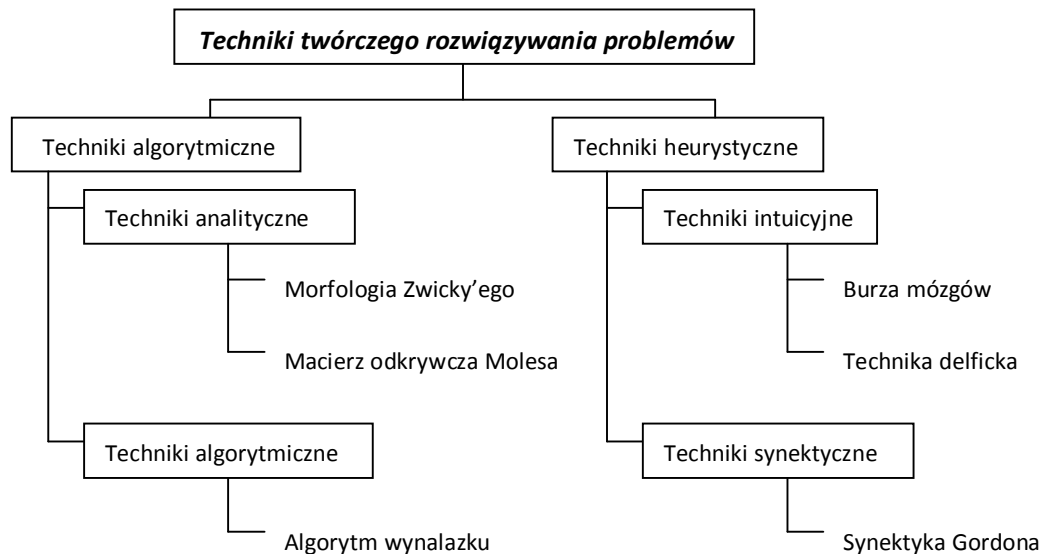 Techniki twórczego rozwiązywania problemów
Techniki algorytmiczne
Techniki heurystyczne
Techniki analityczne
Techniki intuicyjne
Morfologia Zwicky’ego
Burza mózgów
Macierz odkrywcza Molesa
Technika delficka
Techniki algorytmiczne
Techniki synektyczne
Algorytm wynalazku
Synektyka Gordona